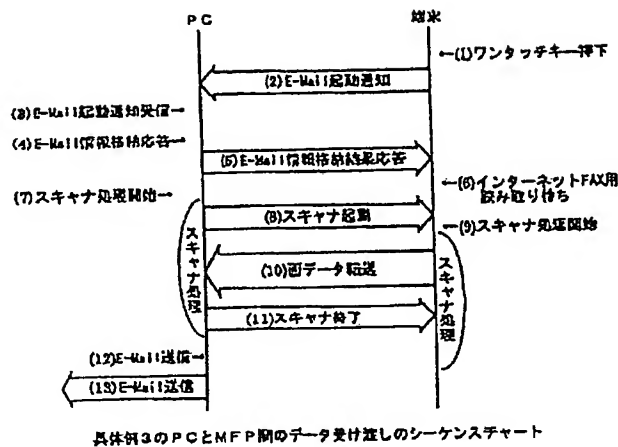 PC
端末
←(1)ワンタッチキー押下
(2)E-Mail起動通知
(3)E-Mail起動通知受信→
(4)E-Mail情報格納応答→
(5)E-Mail情報格納結果応答
←(6)インターネットFAX用
読み取り待ち
(7)スキャナ処理開始→
(8)スキャナ起動
←(9)スキャナ処理開始
スキャナ処理
(10)画データ転送
スキャナ処理
(11)スキャナ終了
(12)E-Mail送信→
(13)E-Mail送信
具体例3のPCとMFP間のデータ受け渡しのシーケンスチャート